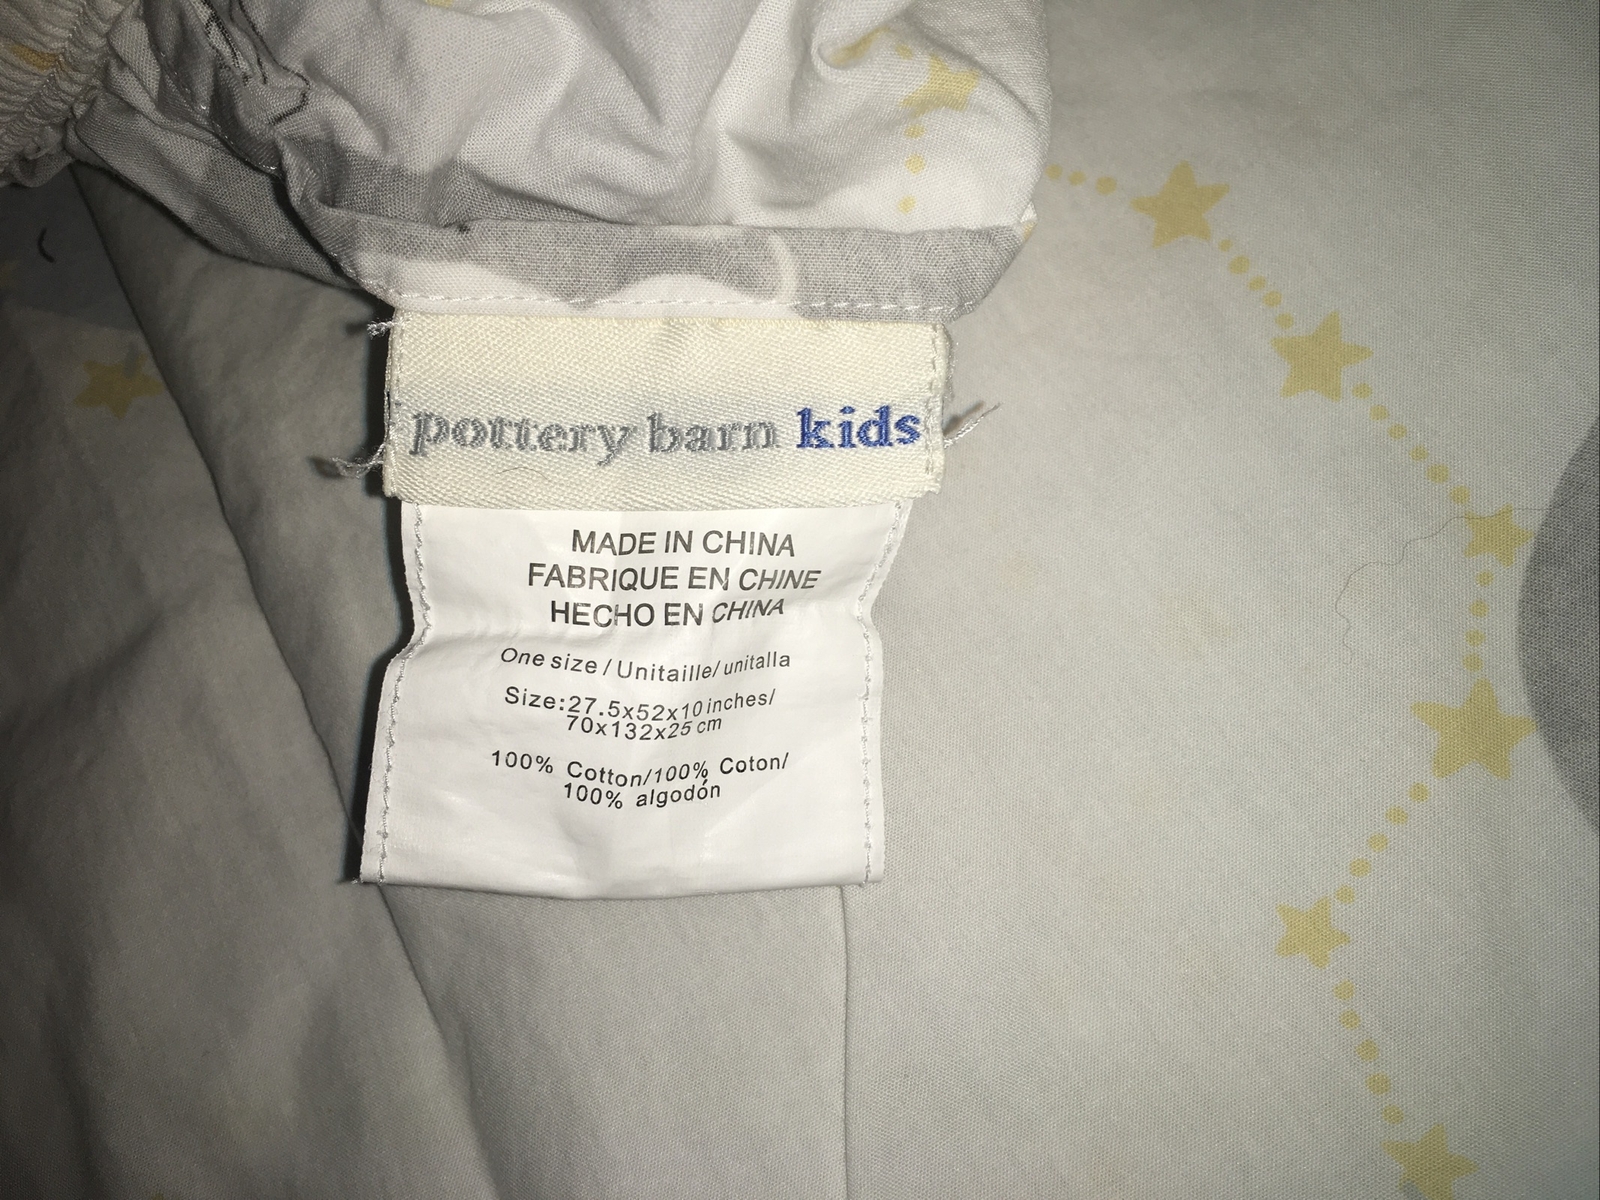 pottery barn kids
MADE IN CHINA
FABRIQUE EN CHINE
HECHO EN CHINA
One size / Unitaille/ unitalla
Size:27.5x52x10 inches/
70x132x25 cm
100% Cotton/100% Coton/
100% algodón